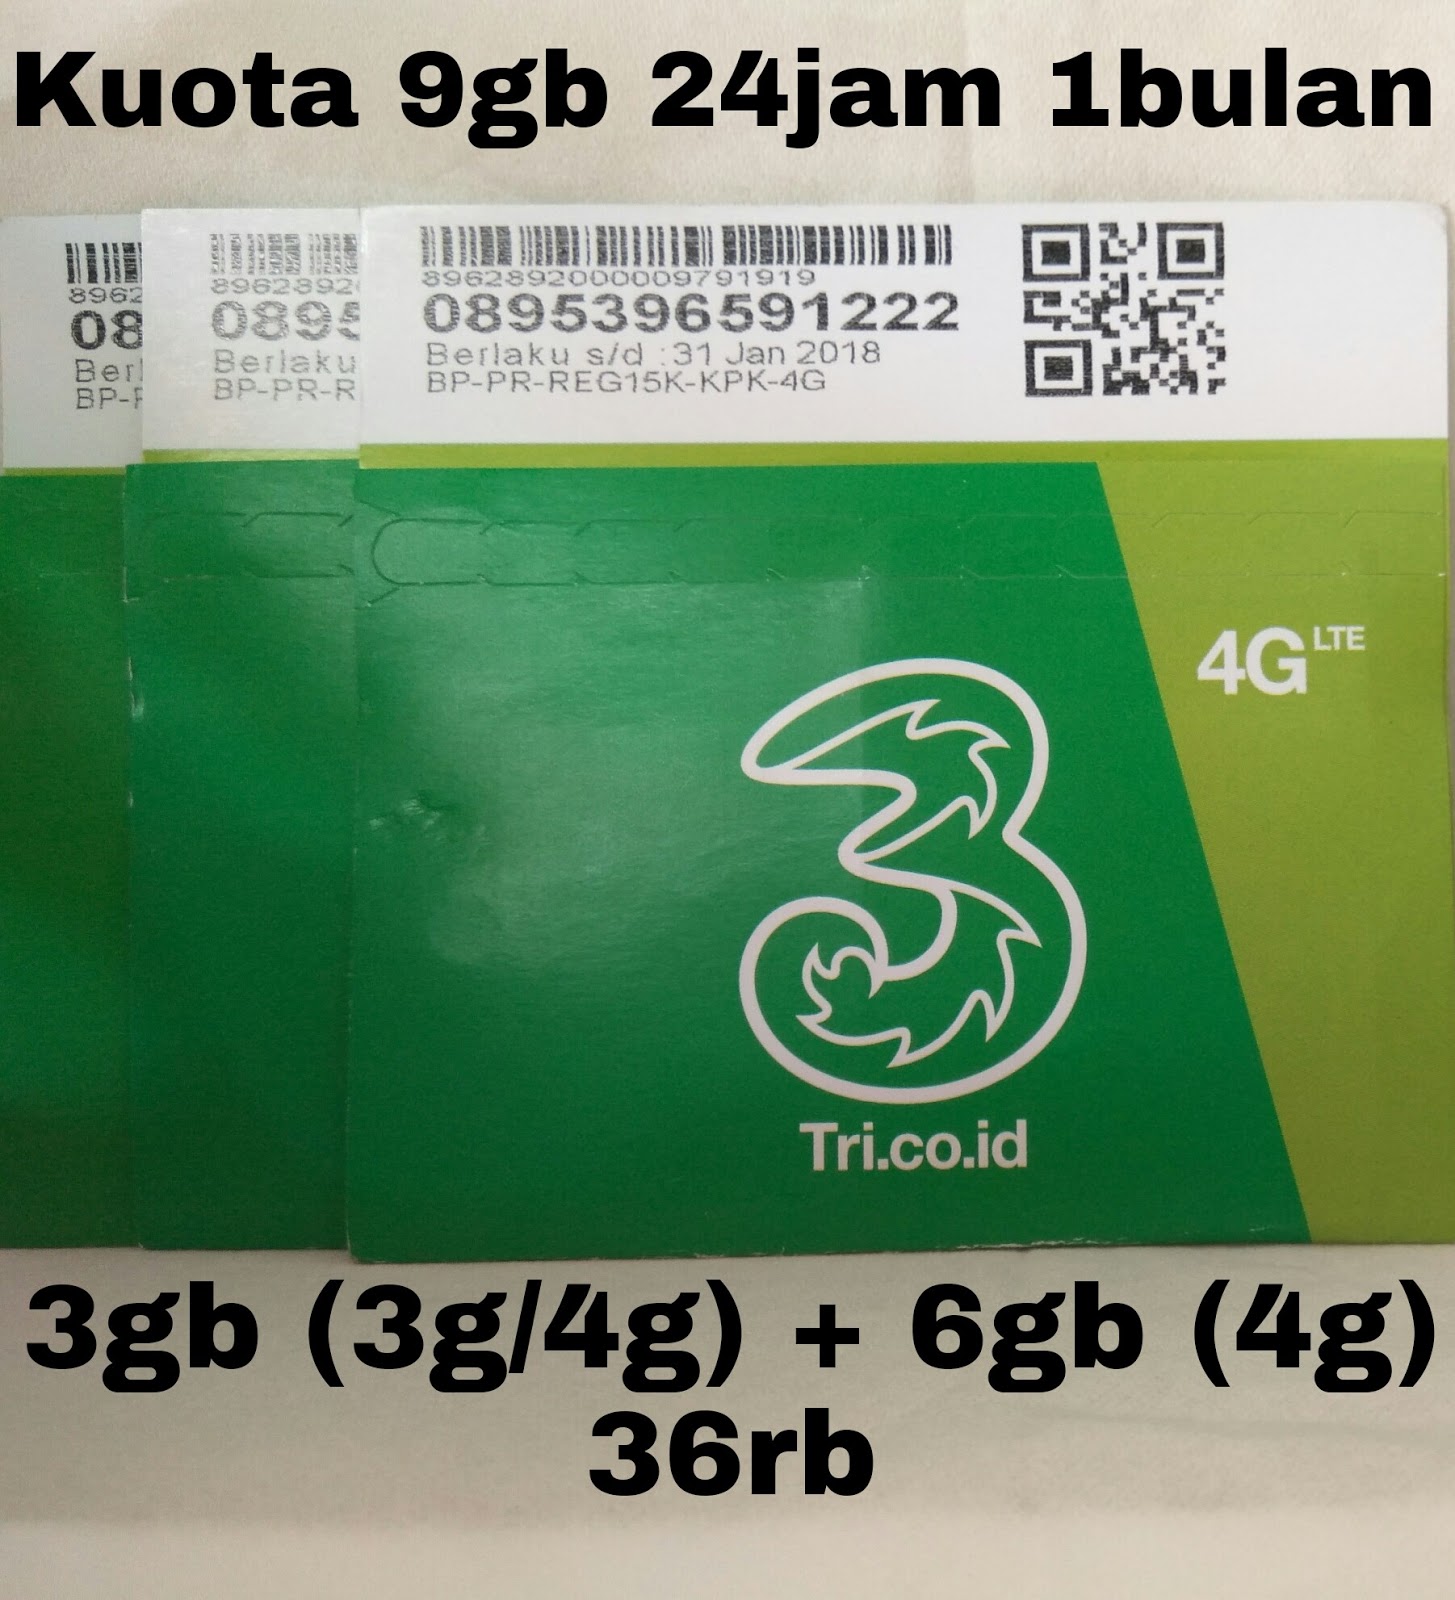 Kuota 9gb 24jam 1bulan
8962
08
Berl
BP-P
89628920
0895
Berlaku
BP-PR-R
8962892000009791919
0895396591222
Berlaku s/d :31 Jan 2018
BP-PR-REG15K-KPK-4G
4G LTE
3
Tri.co.id
3gb (3g/4g) + 6gb (4g)
36rb